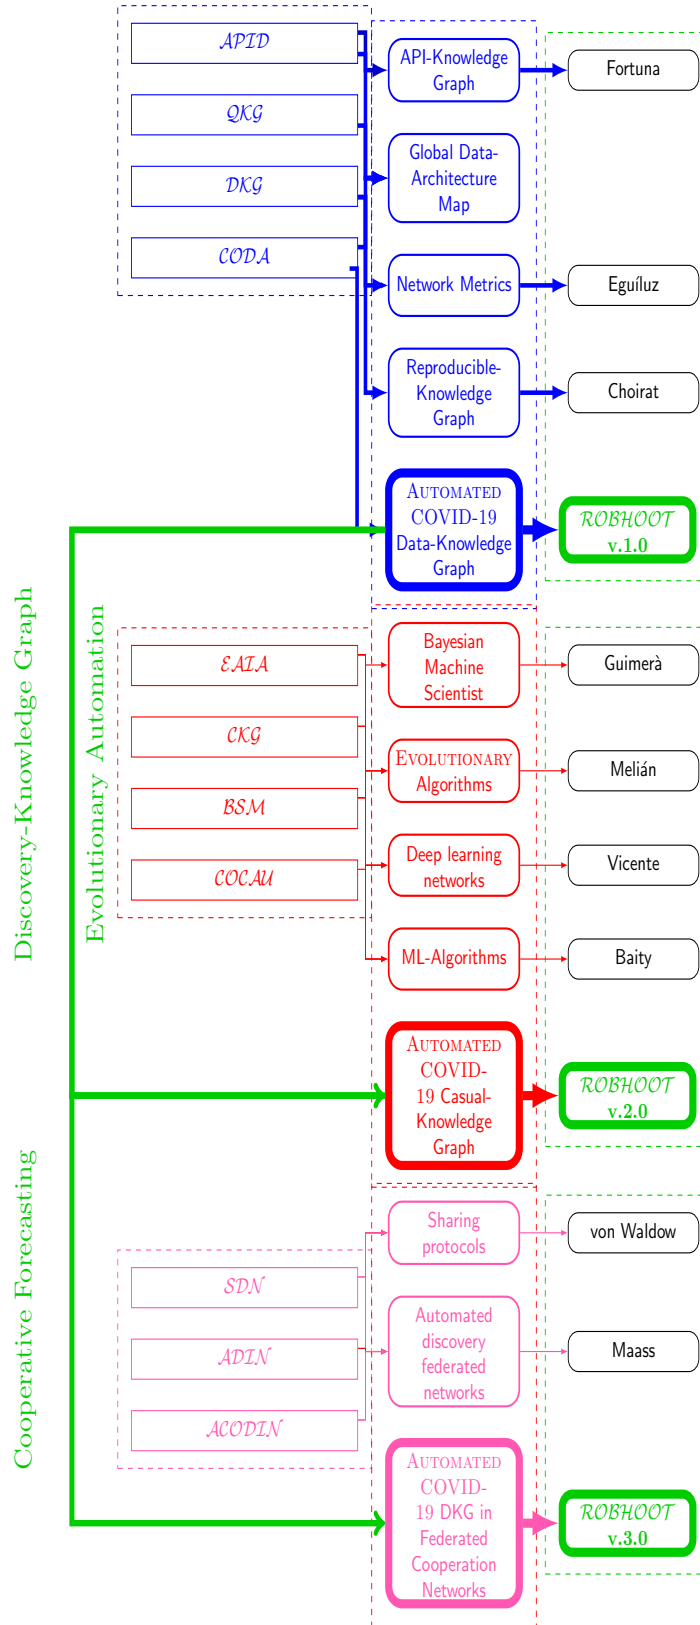 APID
QKG
DKG
CODA
API-Knowledge
Graph
Global Data-
Architecture
Map
Network Metrics
Reproducible-
Knowledge
Graph
AUTOMATED
COVID-19
Data-Knowledge
Graph
Fortuna
Eguíluz
Choirat
ROBHOOT
v.1.0
Discovery-Knowledge Graph
Evolutionary Automation
EAIA
CKG
BSM
COCAU
Bayesian
Machine
Scientist
EVOLUTIONARY
Algorithms
Deep learning
networks
ML-Algorithms
AUTOMATED
COVID-
19 Casual-
Knowledge
Graph
Guimerà
Melián
Vicente
Baity
ROBHOOT
v.2.0
Cooperative Forecasting
SDN
ADIN
ACODIN
Sharing
protocols
Automated
discovery
federated
networks
AUTOMATED
COVID-
19 DKG in
Federated
Cooperation
Networks
von Waldow
Maass
ROBHOOT
v.3.0